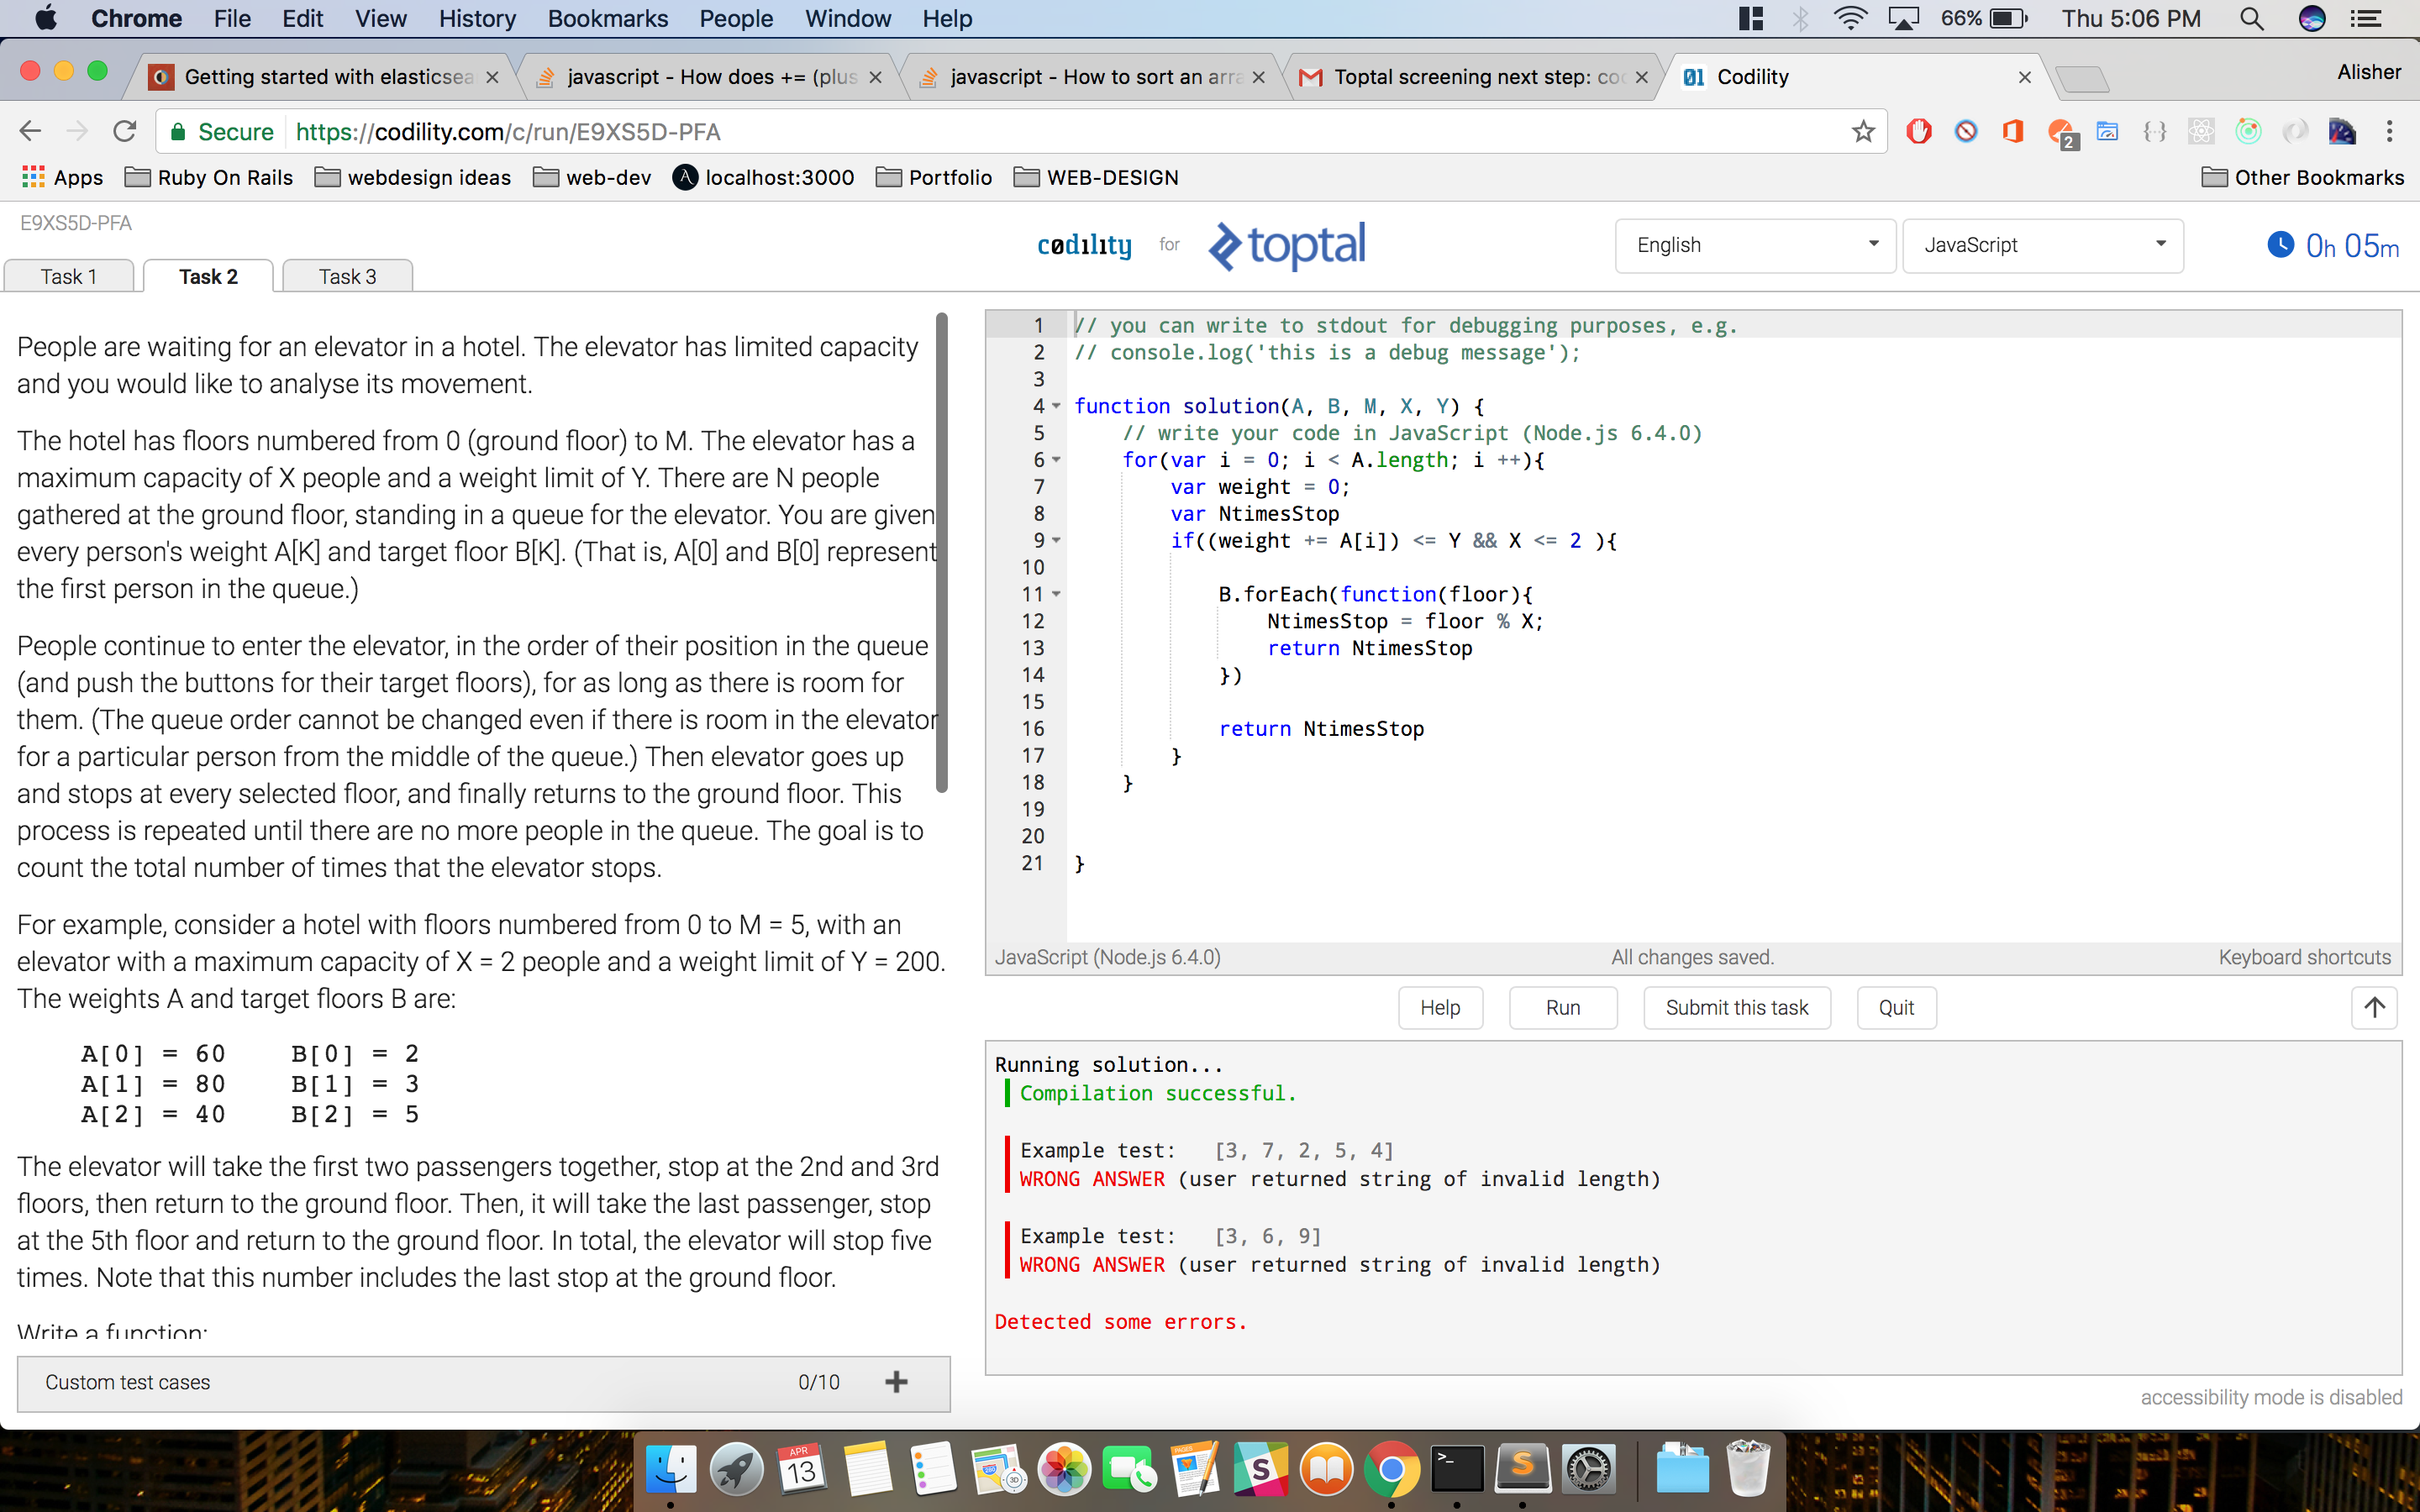 Chrome File Edit View History Bookmarks People Window Help 66% Thu 5:06 PM
Getting started with elasticsea javascript - How does += (plus javascript - How to sort an arra Toptal screening next step: co Codility Alisher
Secure https://codility.com/c/run/E9XS5D-PFA 2
Apps Ruby On Rails webdesign ideas web-dev localhost:3000 Portfolio WEB-DESIGN Other Bookmarks
E9XS5D-PFA
codility for toptal English JavaScript 0h 05m
Task 1 Task 2 Task 3
People are waiting for an elevator in a hotel. The elevator has limited capacity
and you would like to analyse its movement.
The hotel has floors numbered from 0 (ground floor) to M. The elevator has a
maximum capacity of X people and a weight limit of Y. There are N people
gathered at the ground floor, standing in a queue for the elevator. You are given
every person's weight A[K] and target floor B[K]. (That is, A[0] and B[0] represent
the first person in the queue.)
People continue to enter the elevator, in the order of their position in the queue
(and push the buttons for their target floors), for as long as there is room for
them. (The queue order cannot be changed even if there is room in the elevator
for a particular person from the middle of the queue.) Then elevator goes up
and stops at every selected floor, and finally returns to the ground floor. This
process is repeated until there are no more people in the queue. The goal is to
count the total number of times that the elevator stops.
For example, consider a hotel with floors numbered from 0 to M = 5, with an
elevator with a maximum capacity of X = 2 people and a weight limit of Y = 200.
The weights A and target floors B are:
A[0] = 60 B[0] = 2
A[1] = 80 B[1] = 3
A[2] = 40 B[2] = 5
The elevator will take the first two passengers together, stop at the 2nd and 3rd
floors, then return to the ground floor. Then, it will take the last passenger, stop
at the 5th floor and return to the ground floor. In total, the elevator will stop five
times. Note that this number includes the last stop at the ground floor.
Write a function:
Custom test cases 0/10 +
1 // you can write to stdout for debugging purposes, e.g.
2 // console.log('this is a debug message');
3
4 function solution(A, B, M, X, Y) {
5 // write your code in JavaScript (Node.js 6.4.0)
6 for(var i = 0; i < A.length; i ++){
7 var weight = 0;
8 var NtimesStop
9 if((weight += A[i]) <= Y && X <= 2 ){
10
11 B.forEach(function(floor){
12 NtimesStop = floor % X;
13 return NtimesStop
14 })
15
16 return NtimesStop
17 }
18 }
19
20
21 }
JavaScript (Node.js 6.4.0) All changes saved. Keyboard shortcuts
Help Run Submit this task Quit
Running solution...
Compilation successful.
Example test: [3, 7, 2, 5, 4]
WRONG ANSWER (user returned string of invalid length)
Example test: [3, 6, 9]
WRONG ANSWER (user returned string of invalid length)
Detected some errors.
accessibility mode is disabled
APR
13
3D
PAGES